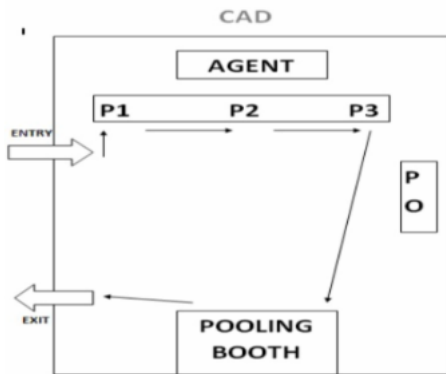 CAD
AGENT
P1 P2 P3
ENTRY
P
O
EXIT
POOLING
BOOTH